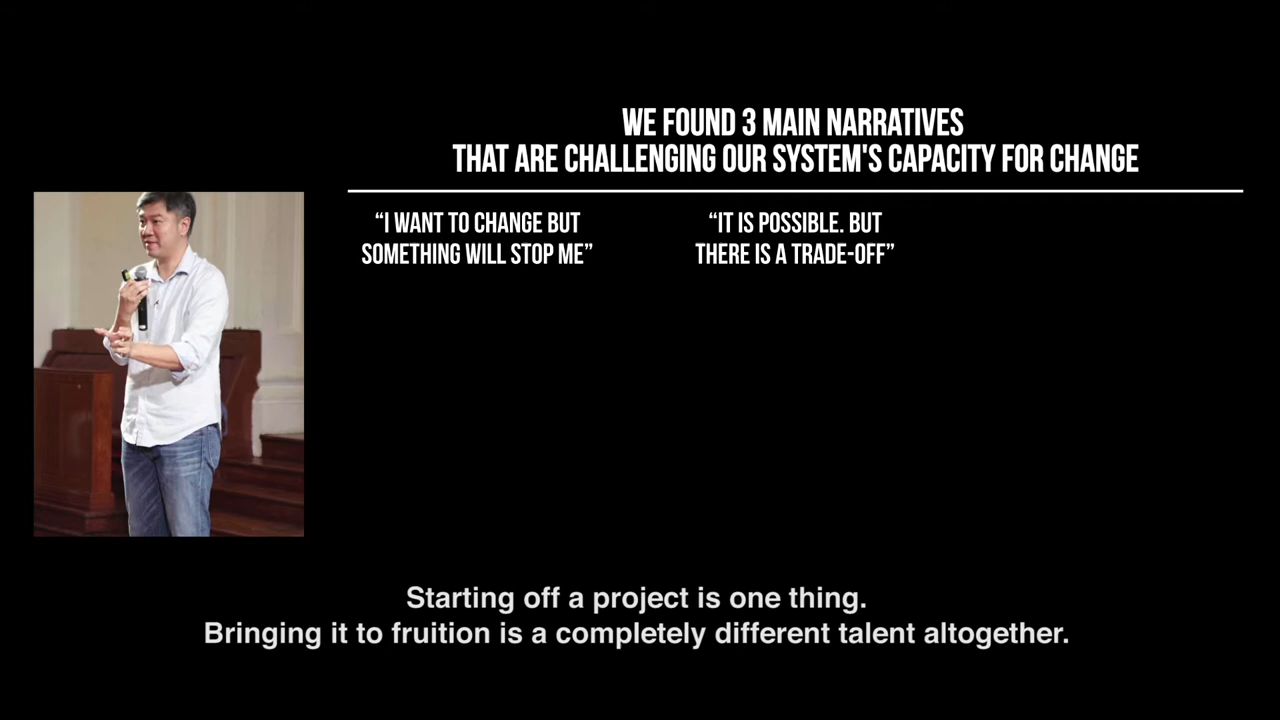 WE FOUND 3 MAIN NARRATIVES
THAT ARE CHALLENGING OUR SYSTEM'S CAPACITY FOR CHANGE
“I WANT TO CHANGE BUT
SOMETHING WILL STOP ME”
“IT IS POSSIBLE. BUT
THERE IS A TRADE-OFF”
Starting off a project is one thing.
Bringing it to fruition is a completely different talent altogether.